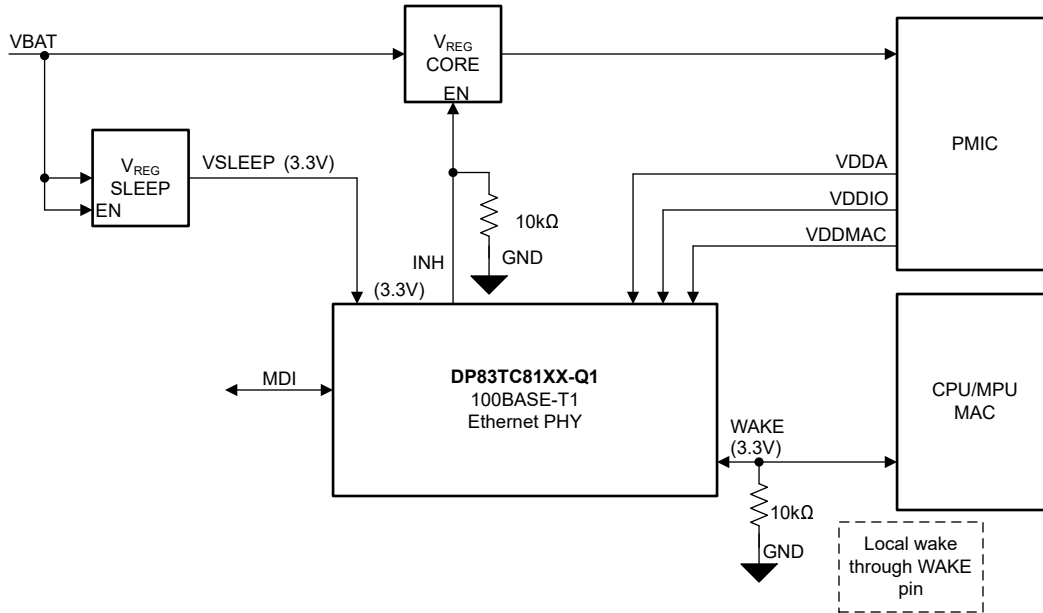 VBAT
VREG
CORE
EN
PMIC
VREG
SLEEP
EN
VSLEEP (3.3V)
VDDA
VDDIO
VDDMAC
10kΩ
GND
INH
(3.3V)
MDI
DP83TC81XX-Q1
100BASE-T1
Ethernet PHY
CPU/MPU
MAC
WAKE
(3.3V)
10kΩ
GND
Local wake
through WAKE
pin